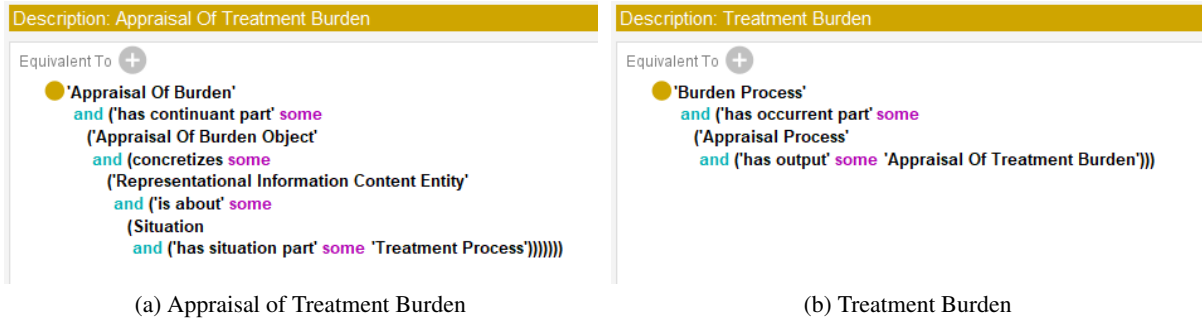 Description: Appraisal Of Treatment Burden
Equivalent To
'Appraisal Of Burden'
and ('has continuant part' some
('Appraisal Of Burden Object'
and (concretizes some
('Representational Information Content Entity'
and ('is about' some
(Situation
and ('has situation part' some 'Treatment Process')))))))
(a) Appraisal of Treatment Burden
Description: Treatment Burden
Equivalent To
'Burden Process'
and ('has occurrent part' some
('Appraisal Process'
and ('has output' some 'Appraisal Of Treatment Burden')))
(b) Treatment Burden